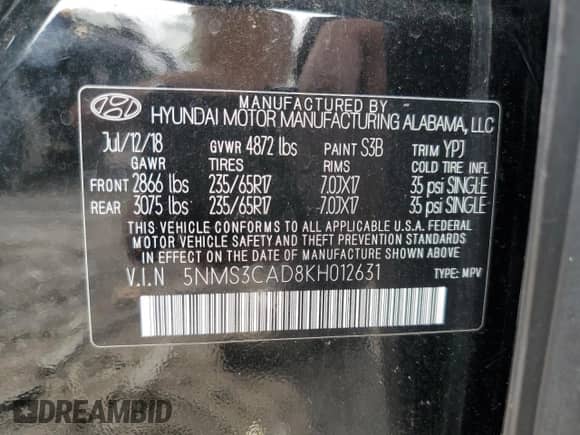 MANUFACTURED BY
HYUNDAI MOTOR MANUFACTURING ALABAMA, LLC
Jul/12/18 GVWR 4872 lbs PAINT S3B TRIM YPJ
GAWR TIRES RIMS COLD TIRE INFL
FRONT 2866 lbs 235/65R17 7.0JX17 35 psi SINGLE
REAR 3075 lbs 235/65R17 7.0JX17 35 psi SINGLE
THIS VEHICLE CONFORMS TO ALL APPLICABLE U.S.A. FEDERAL
MOTOR VEHICLE SAFETY AND THEFT PREVENTION STANDARDS
IN EFFECT ON THE DATE OF MANUFACTURE SHOWN ABOVE.
V.I.N 5NMS3CAD8KH012631 TYPE: MPV
DREAMBID